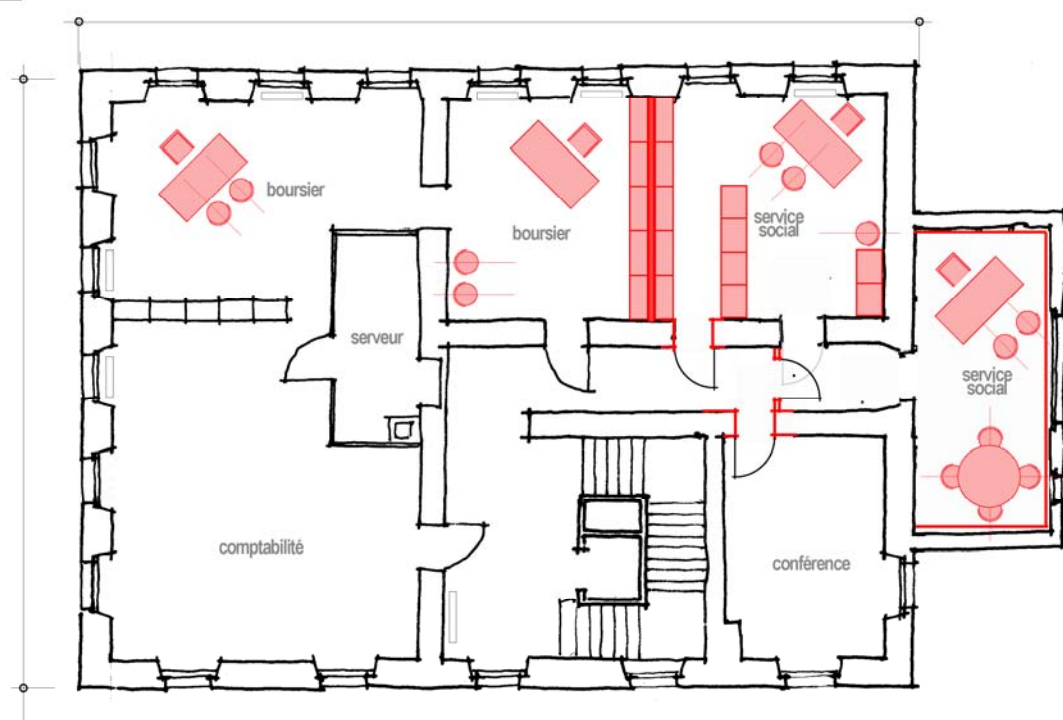 boursier
boursier
service
social
serveur
service
social
comptabilité
conférence